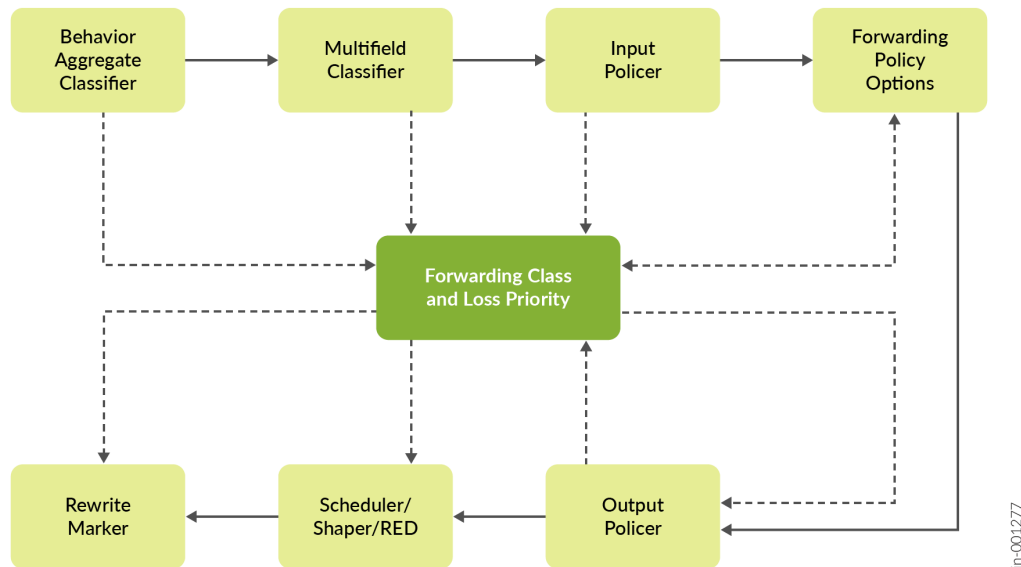 Behavior
Aggregate
Classifier
Multifield
Classifier
Input
Policer
Forwarding
Policy
Options
Forwarding Class
and Loss Priority
Rewrite
Marker
Scheduler/
Shaper/RED
Output
Policer
jn-001277